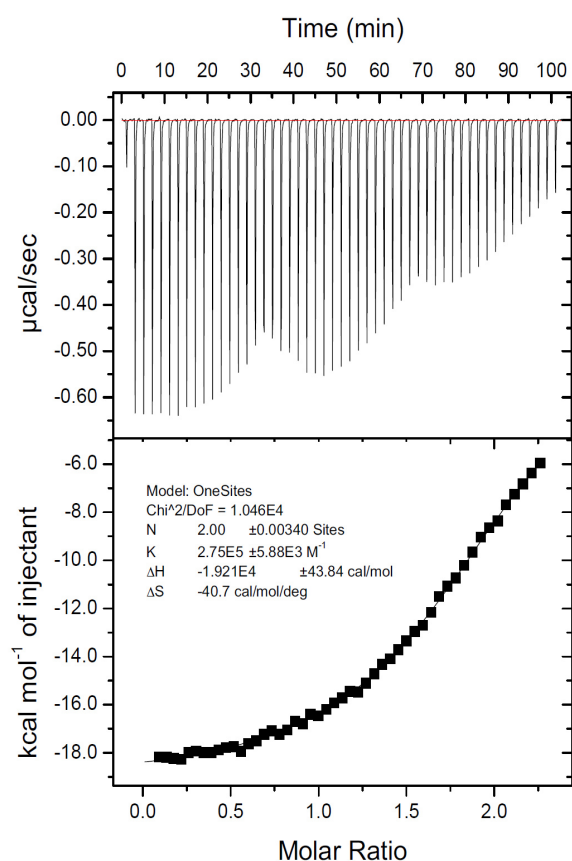 Time (min)
0 10 20 30 40 50 60 70 80 90 100
0.00
-0.10
-0.20
-0.30
-0.40
-0.50
-0.60
µcal/sec
-6.0
-8.0
-10.0
-12.0
-14.0
-16.0
-18.0
kcal mol⁻¹ of injectant
Model: OneSites
Chi^2/DoF = 1.046E4
N 2.00 ±0.00340 Sites
K 2.75E5 ±5.88E3 M⁻¹
ΔH -1.921E4 ±43.84 cal/mol
ΔS -40.7 cal/mol/deg
0.0 0.5 1.0 1.5 2.0
Molar Ratio